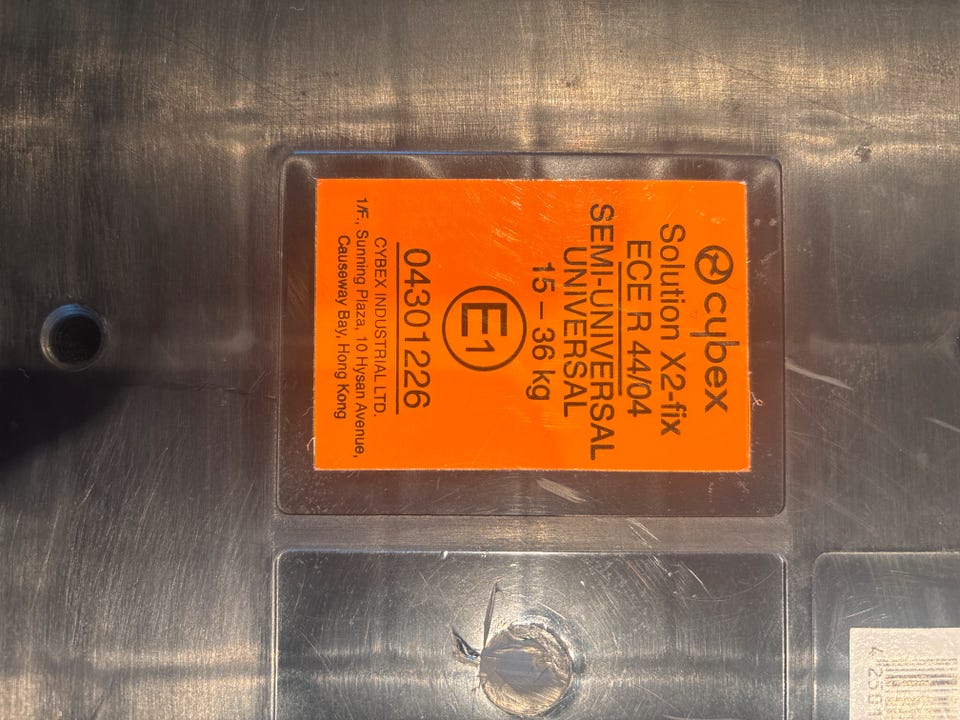 cybex
Solution X2-fix
ECE R 44/04
SEMI-UNIVERSAL
UNIVERSAL
15 – 36 kg
E1
04301226
CYBEX INDUSTRIAL LTD.
1/F., Sunning Plaza, 10 Hysan Avenue,
Causeway Bay, Hong Kong